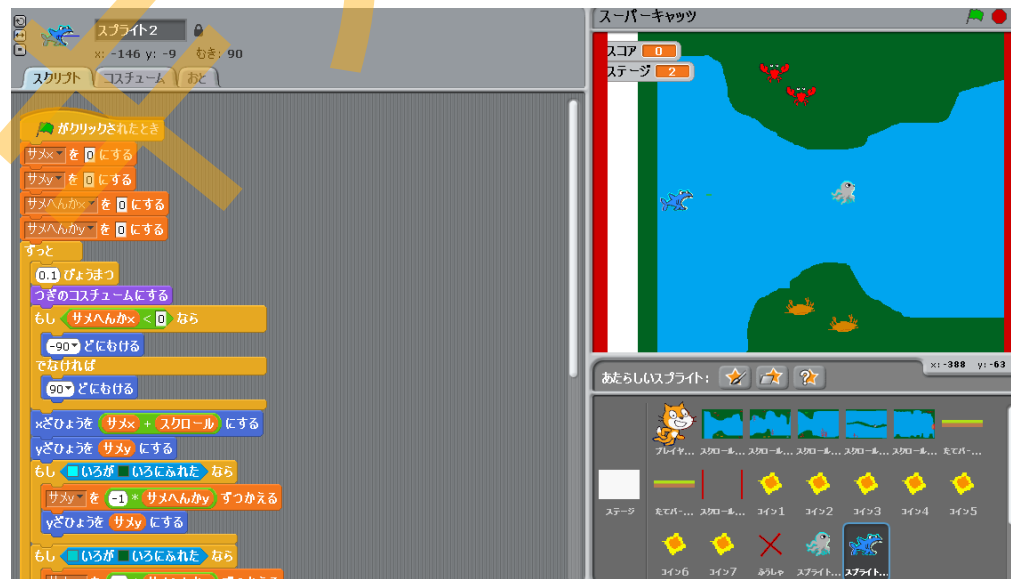 スプライト2
x: -146 y: -9 むき: 90
スクリプト コスチューム おと
がクリックされたとき
サメx を 0 にする
サメy を 0 にする
サメへんかx を 0 にする
サメへんかy を 0 にする
ずっと
0.1 びょうまつ
つぎのコスチュームにする
もし サメへんかx < 0 なら
-90 どにむける
でなければ
90 どにむける
xざひょうを サメx + スクロール にする
yざひょうを サメy にする
もし いろが いろにふれた なら
サメy を -1 * サメへんかy ずつかえる
yざひょうを サメy にする
もし いろが いろにふれた なら
スーパーキャッツ
スコア 0
ステージ 2
x: -388 y: -63
あたらしいスプライト:
プレイヤ... スクロール... スクロール... スクロール... スクロール... スクロール... たてバー...
ステージ たてバー... スクロール... コイン1 コイン2 コイン3 コイン4 コイン5
コイン6 コイン7 ふうしゃ スプライト... スプライト...